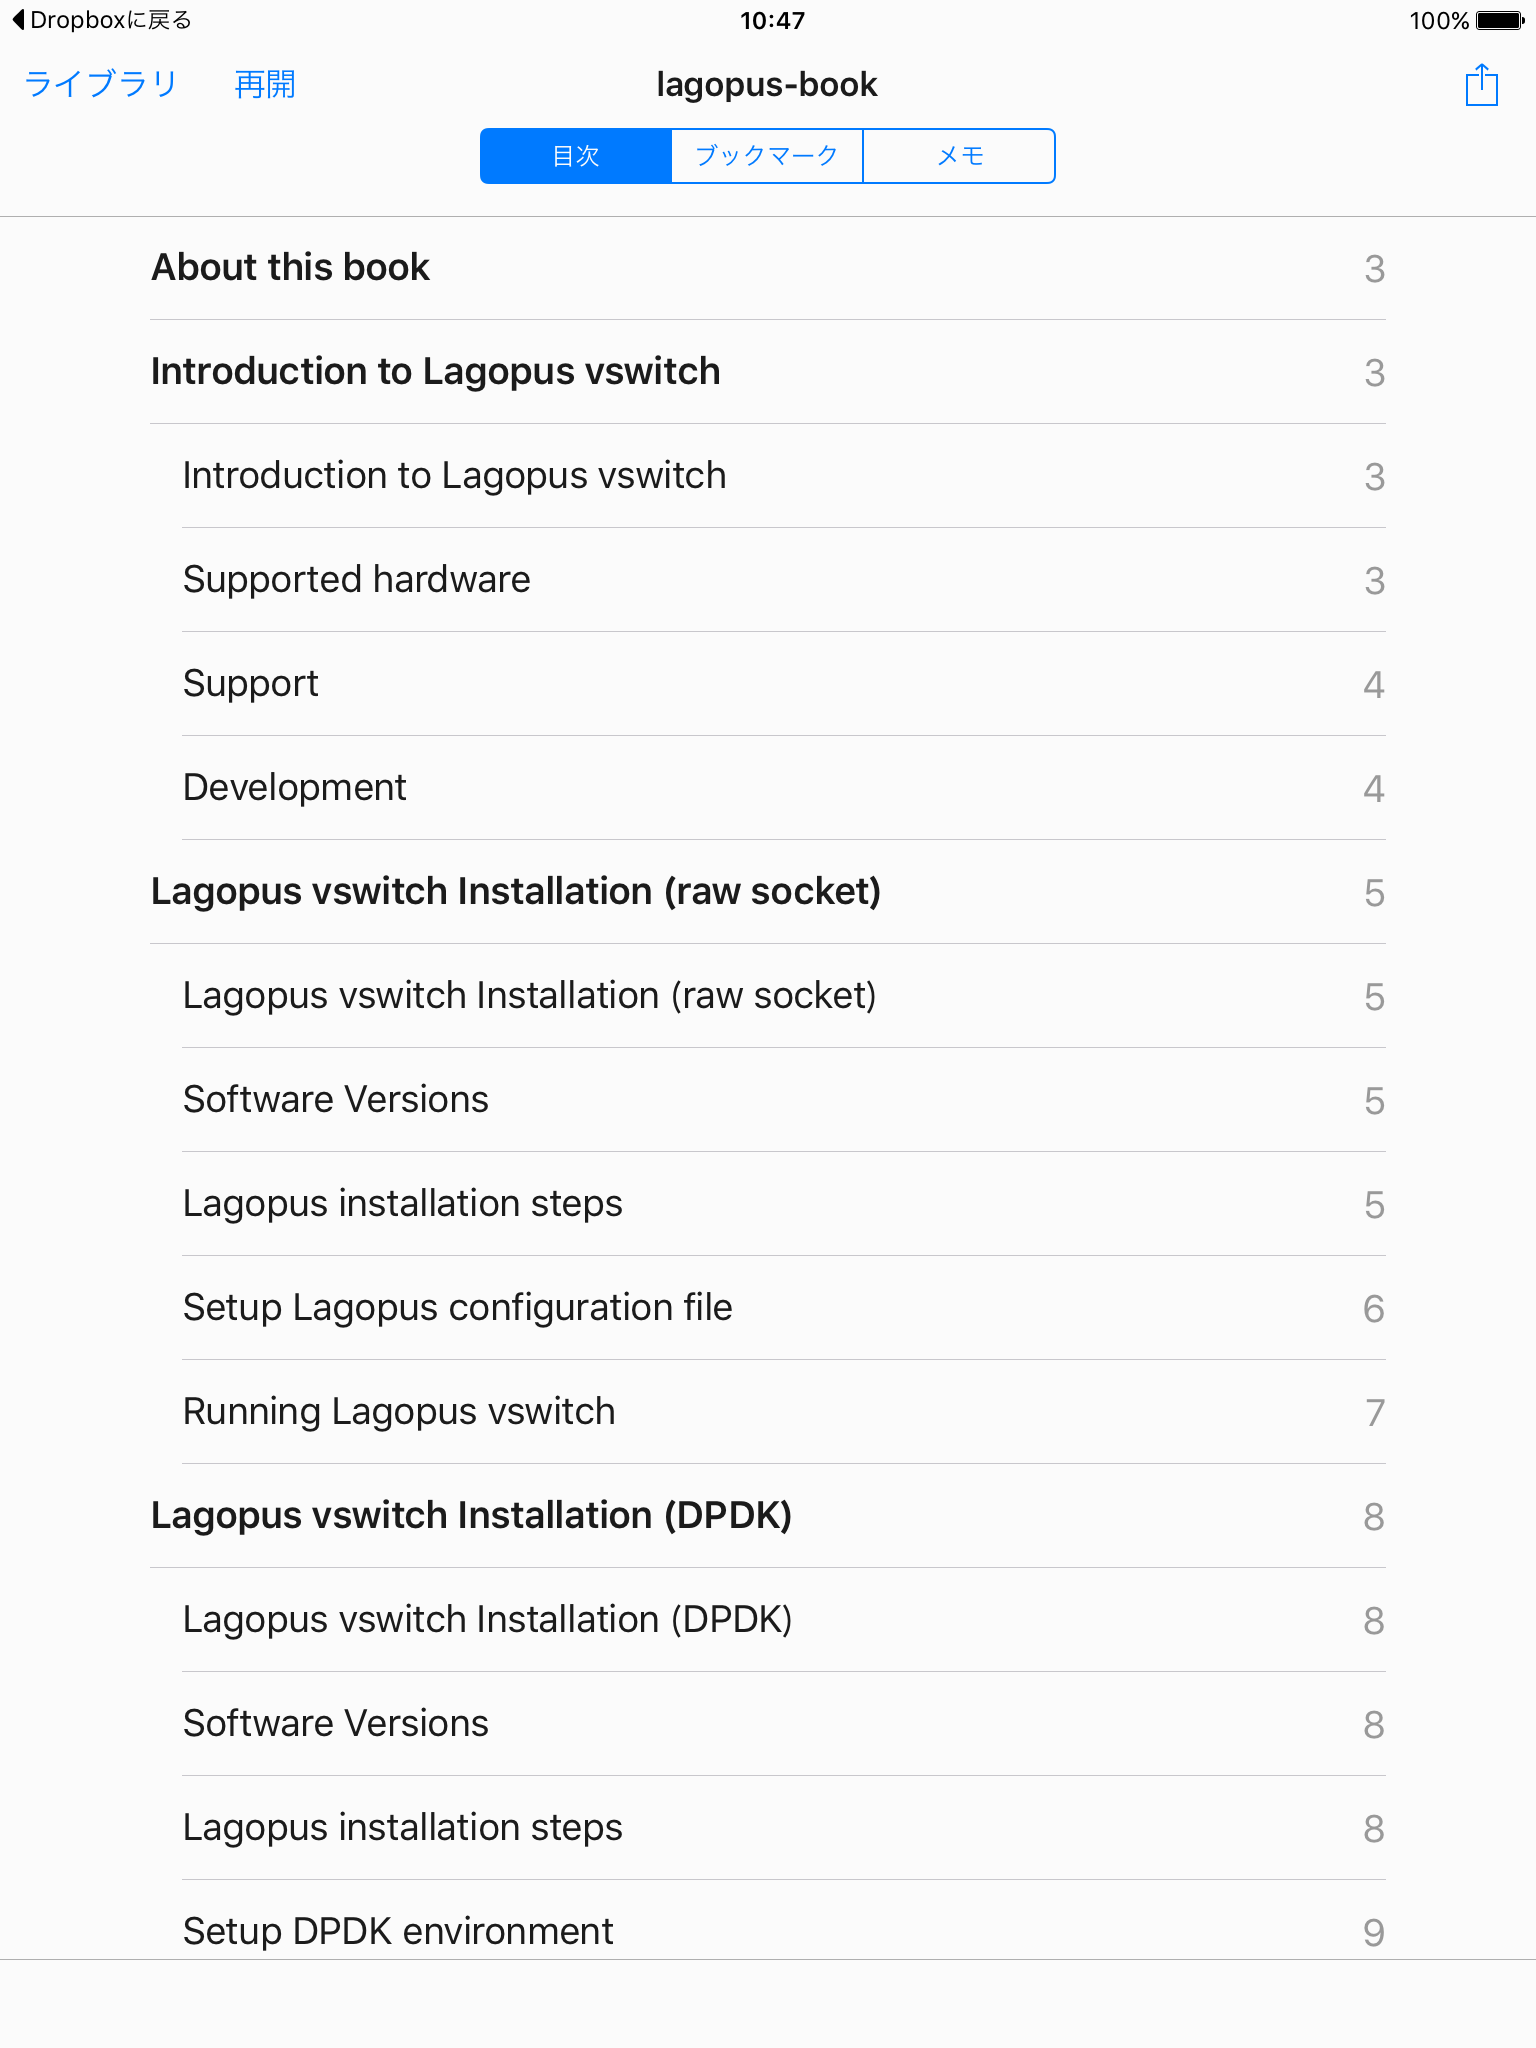 Dropboxに戻る 10:47 100%
ライブラリ 再開 lagopus-book
目次 ブックマーク メモ
About this book 3
Introduction to Lagopus vswitch 3
Introduction to Lagopus vswitch 3
Supported hardware 3
Support 4
Development 4
Lagopus vswitch Installation (raw socket) 5
Lagopus vswitch Installation (raw socket) 5
Software Versions 5
Lagopus installation steps 5
Setup Lagopus configuration file 6
Running Lagopus vswitch 7
Lagopus vswitch Installation (DPDK) 8
Lagopus vswitch Installation (DPDK) 8
Software Versions 8
Lagopus installation steps 8
Setup DPDK environment 9